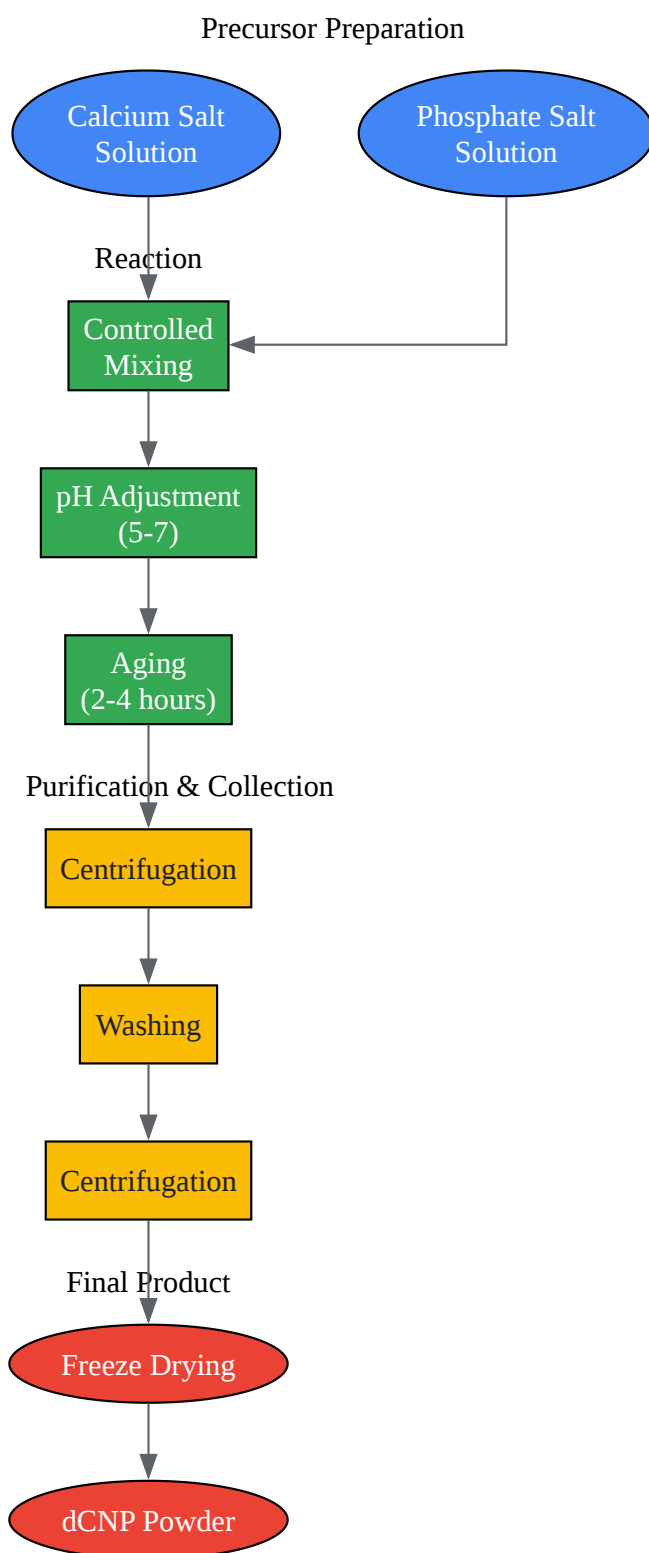 Precursor Preparation
Calcium Salt
Solution
Phosphate Salt
Solution
Reaction
Controlled
Mixing
pH Adjustment
(5-7)
Aging
(2-4 hours)
Purification & Collection
Centrifugation
Washing
Centrifugation
Final Product
Freeze Drying
dCNP Powder